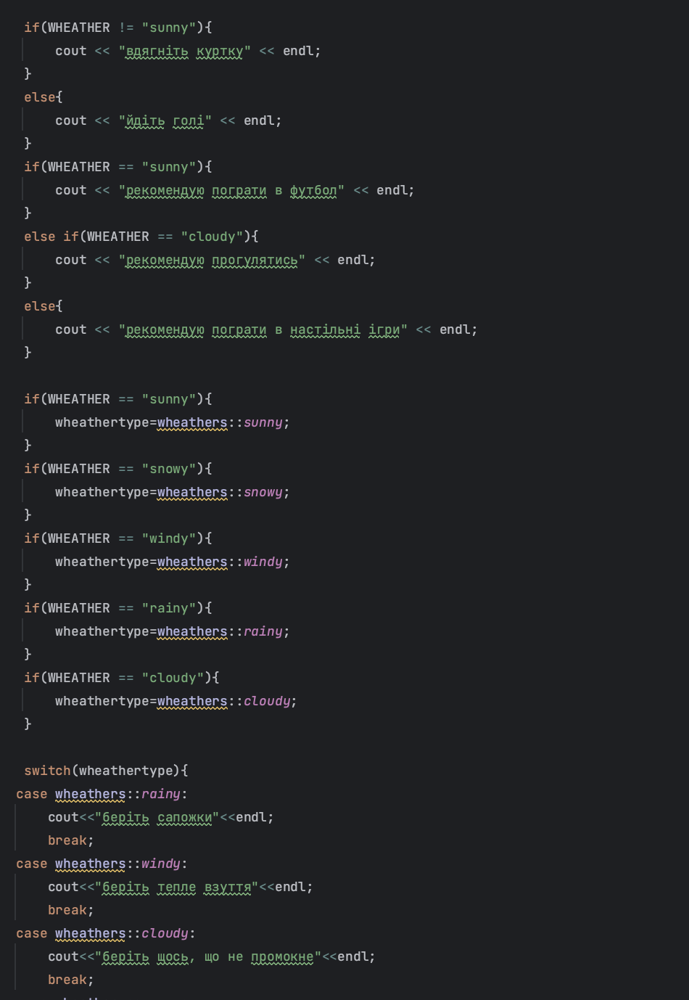 if(WHEATHER != "sunny"){
    cout << "вдягніть куртку" << endl;
}
else{
    cout << "йдіть голі" << endl;
}
if(WHEATHER == "sunny"){
    cout << "рекомендую пограти в футбол" << endl;
}
else if(WHEATHER == "cloudy"){
    cout << "рекомендую прогулятись" << endl;
}
else{
    cout << "рекомендую пограти в настільні ігри" << endl;
}

if(WHEATHER == "sunny"){
    wheathertype=wheathers::sunny;
}
if(WHEATHER == "snowy"){
    wheathertype=wheathers::snowy;
}
if(WHEATHER == "windy"){
    wheathertype=wheathers::windy;
}
if(WHEATHER == "rainy"){
    wheathertype=wheathers::rainy;
}
if(WHEATHER == "cloudy"){
    wheathertype=wheathers::cloudy;
}

switch(wheathertype){
case wheathers::rainy:
    cout<<"беріть сапожки"<<endl;
    break;
case wheathers::windy:
    cout<<"беріть тепле взуття"<<endl;
    break;
case wheathers::cloudy:
    cout<<"беріть щось, що не промокне"<<endl;
    break;